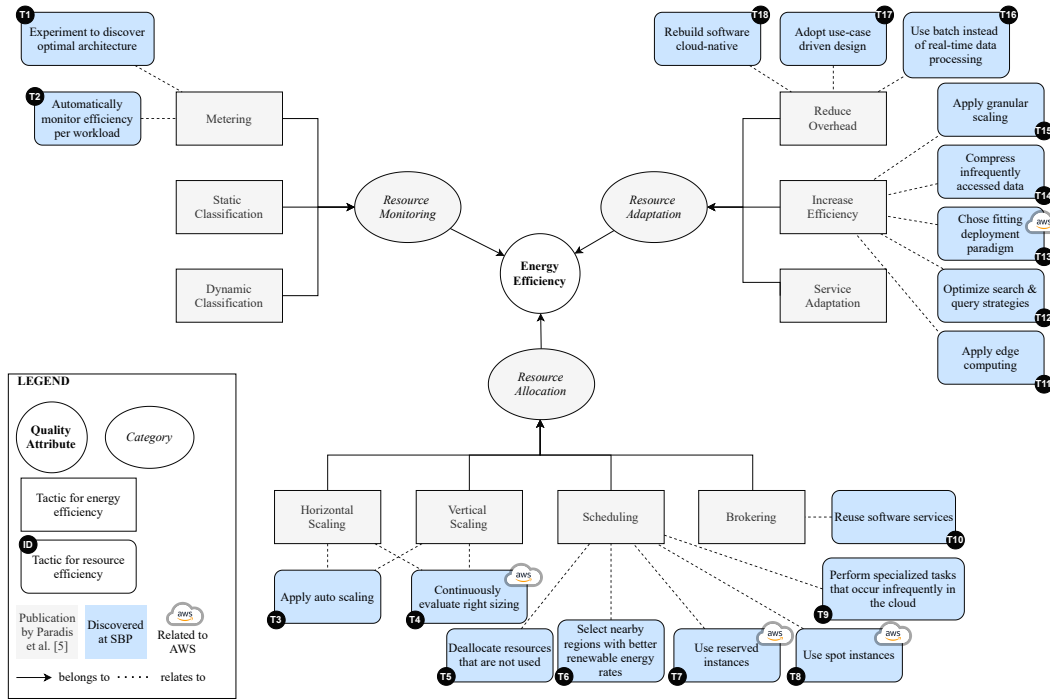 T1
Experiment to discover
optimal architecture
T2
Automatically
monitor efficiency
per workload
Metering
Static
Classification
Dynamic
Classification
Resource
Monitoring
Energy
Efficiency
Resource
Adaptation
T18
Rebuild software
cloud-native
T17
Adopt use-case
driven design
T16
Use batch instead
of real-time data
processing
Reduce
Overhead
Increase
Efficiency
Service
Adaptation
Apply granular
scaling
T15
Compress
infrequently
accessed data
T14
Chose fitting
deployment
paradigm
aws
T13
Optimize search &
query strategies
T12
Apply edge
computing
T11
Resource
Allocation
Horizontal
Scaling
Vertical
Scaling
Scheduling
Brokering
Reuse software services
T10
Apply auto scaling
T3
Continuously
evaluate right sizing
aws
T4
Deallocate resources
that are not used
T5
Select nearby
regions with better
renewable energy
rates
T6
Use reserved
instances
aws
T7
Use spot instances
aws
T8
Perform specialized tasks
that occur infrequently in
the cloud
T9
LEGEND
Quality
Attribute
Category
Tactic for energy
efficiency
ID
Tactic for resource
efficiency
Publication
by Paradis
et al. [5]
Discovered
at SBP
aws
Related to
AWS
belongs to
relates to